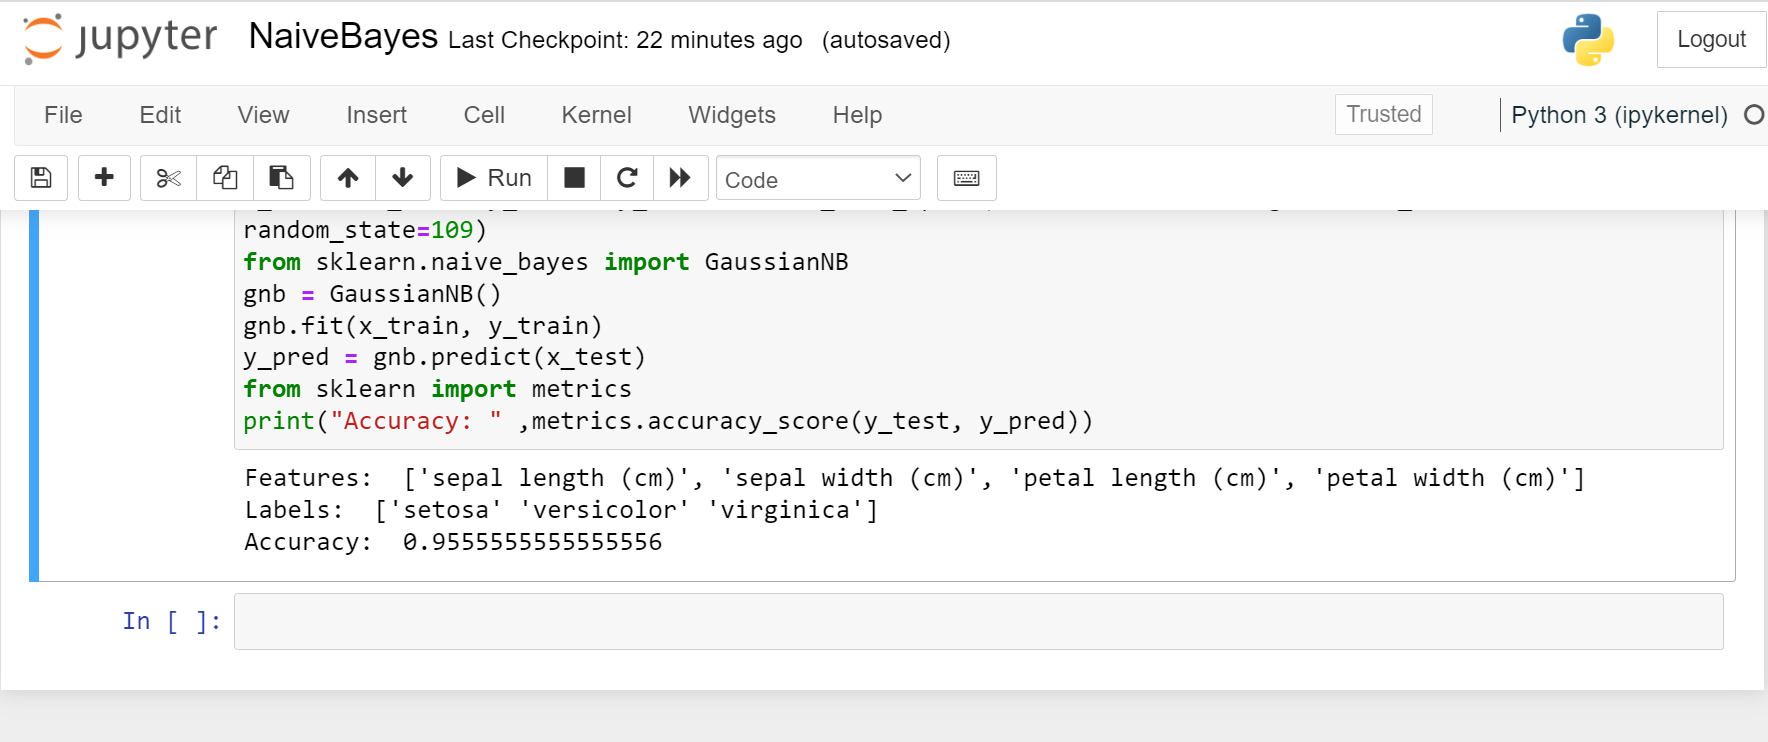 jupyter NaiveBayes Last Checkpoint: 22 minutes ago (autosaved)
Logout
File Edit View Insert Cell Kernel Widgets Help
Trusted
Python 3 (ipykernel)
Run
Code
random_state=109)
from sklearn.naive_bayes import GaussianNB
gnb = GaussianNB()
gnb.fit(x_train, y_train)
y_pred = gnb.predict(x_test)
from sklearn import metrics
print("Accuracy: " ,metrics.accuracy_score(y_test, y_pred))
Features:  ['sepal length (cm)', 'sepal width (cm)', 'petal length (cm)', 'petal width (cm)']
Labels:  ['setosa' 'versicolor' 'virginica']
Accuracy:  0.9555555555555556
In [ ]: